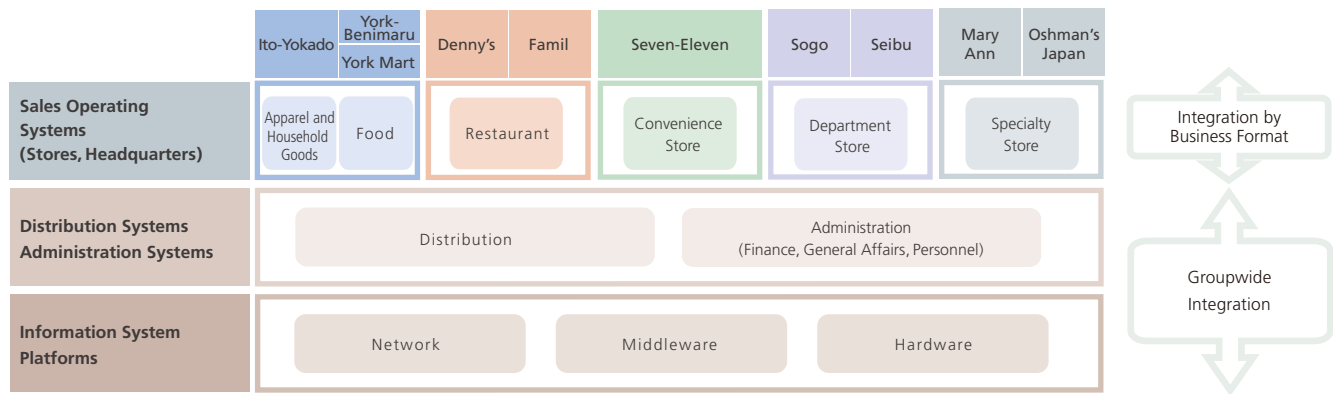 Ito-Yokado
York-
Benimaru
York Mart
Denny's
Famil
Seven-Eleven
Sogo
Seibu
Mary
Ann
Oshman's
Japan
Sales Operating
Systems
(Stores, Headquarters)
Apparel and
Household
Goods
Food
Restaurant
Convenience
Store
Department
Store
Specialty
Store
Integration by
Business Format
Distribution Systems
Administration Systems
Distribution
Administration
(Finance, General Affairs, Personnel)
Groupwide
Integration
Information System
Platforms
Network
Middleware
Hardware